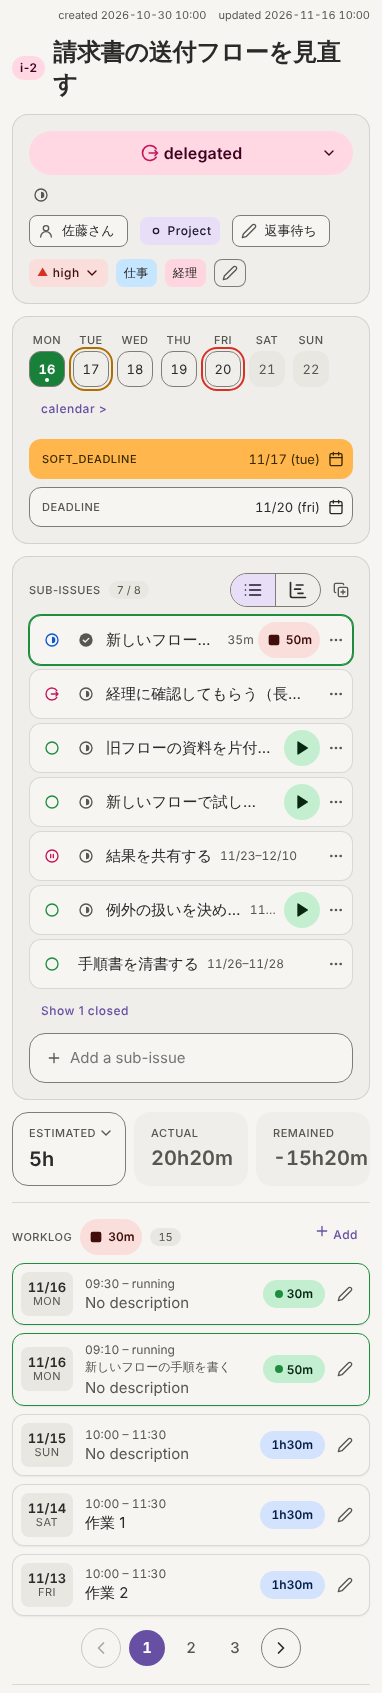 created 2026-10-30 10:00 updated 2026-11-16 10:00
i-2 請求書の送付フローを見直
す
delegated
佐藤さん Project 返事待ち
high 仕事 経理
MON TUE WED THU FRI SAT SUN
16 17 18 19 20 21 22
calendar >
SOFT_DEADLINE 11/17 (tue)
DEADLINE 11/20 (fri)
SUB-ISSUES 7 / 8
新しいフロー... 35m 50m
経理に確認してもらう（長...
旧フローの資料を片付...
新しいフローで試し...
結果を共有する 11/23–12/10
例外の扱いを決め... 11...
手順書を清書する 11/26–11/28
Show 1 closed
+ Add a sub-issue
ESTIMATED ACTUAL REMAINED
5h 20h20m -15h20m
WORKLOG 30m 15 + Add
11/16 MON 09:30 – running
No description 30m
11/16 MON 09:10 – running
新しいフローの手順を書く
No description 50m
11/15 SUN 10:00 – 11:30
No description 1h30m
11/14 SAT 10:00 – 11:30
作業 1 1h30m
11/13 FRI 10:00 – 11:30
作業 2 1h30m
< 1 2 3 >